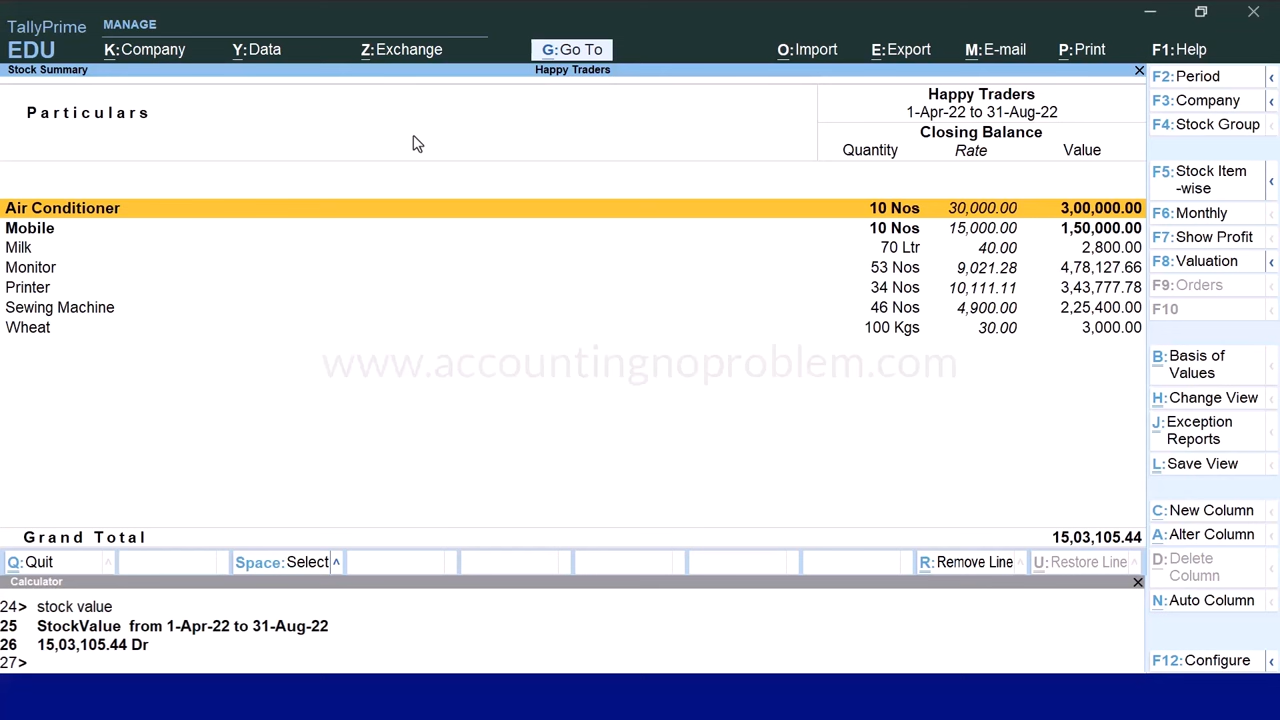 TallyPrime
EDU
MANAGE
K:Company Y:Data Z:Exchange G:Go To O:Import E:Export M:E-mail P:Print F1:Help
Stock Summary Happy Traders
Particulars
Happy Traders
1-Apr-22 to 31-Aug-22
Closing Balance
Quantity Rate Value
Air Conditioner 10 Nos 30,000.00 3,00,000.00
Mobile 10 Nos 15,000.00 1,50,000.00
Milk 70 Ltr 40.00 2,800.00
Monitor 53 Nos 9,021.28 4,78,127.66
Printer 34 Nos 10,111.11 3,43,777.78
Sewing Machine 46 Nos 4,900.00 2,25,400.00
Wheat 100 Kgs 30.00 3,000.00
www.accountingnoproblem.com
Grand Total 15,03,105.44
Q:Quit Space:Select R:Remove Line U:Restore Line
Calculator
24> stock value
25 StockValue from 1-Apr-22 to 31-Aug-22
26 15,03,105.44 Dr
27>
F2:Period
F3:Company
F4:Stock Group
F5:Stock Item
-wise
F6:Monthly
F7:Show Profit
F8:Valuation
F9:Orders
F10
B:Basis of
Values
H:Change View
J:Exception
Reports
L:Save View
C:New Column
A:Alter Column
D:Delete
Column
N:Auto Column
F12:Configure